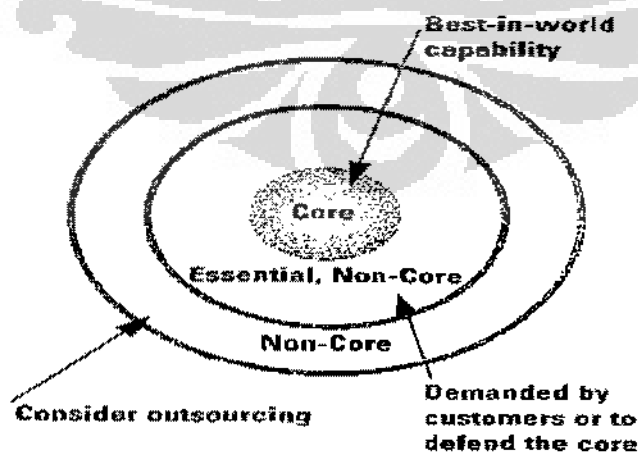 Best-in-world
capability
Core
Essential, Non-Core
Non-Core
Consider outsourcing
Demanded by
customers or to
defend the core